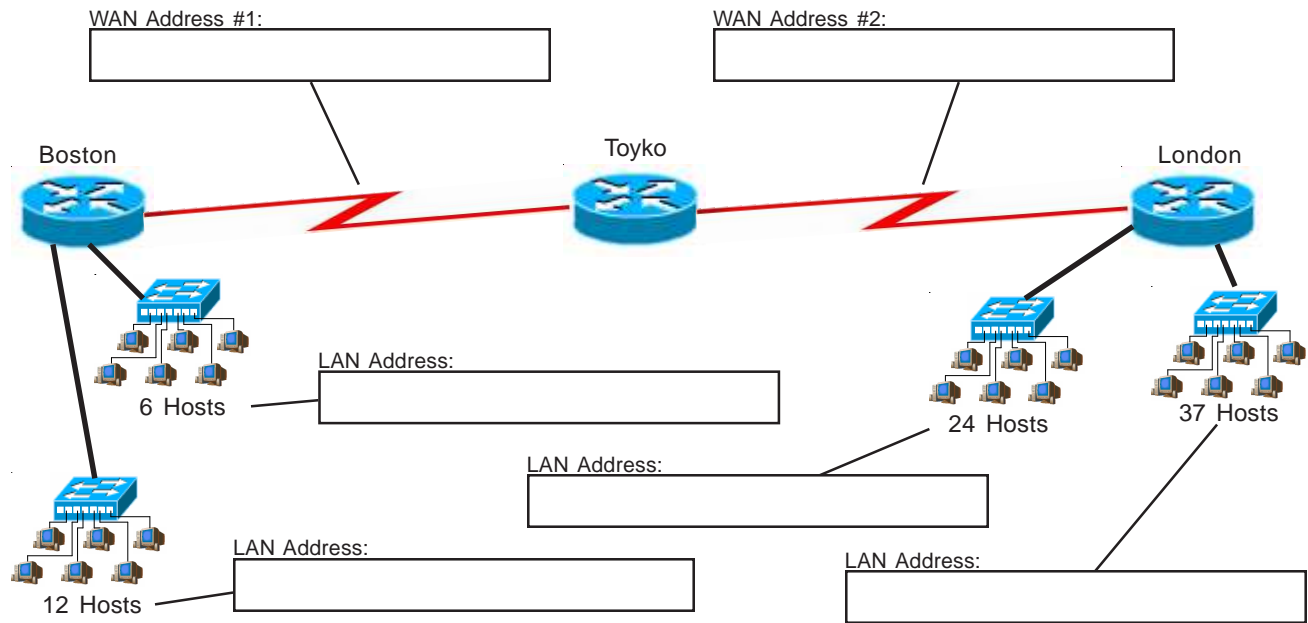 WAN Address #1:
WAN Address #2:
Boston
Toyko
London
LAN Address:
6 Hosts
24 Hosts
37 Hosts
LAN Address:
LAN Address:
LAN Address:
12 Hosts